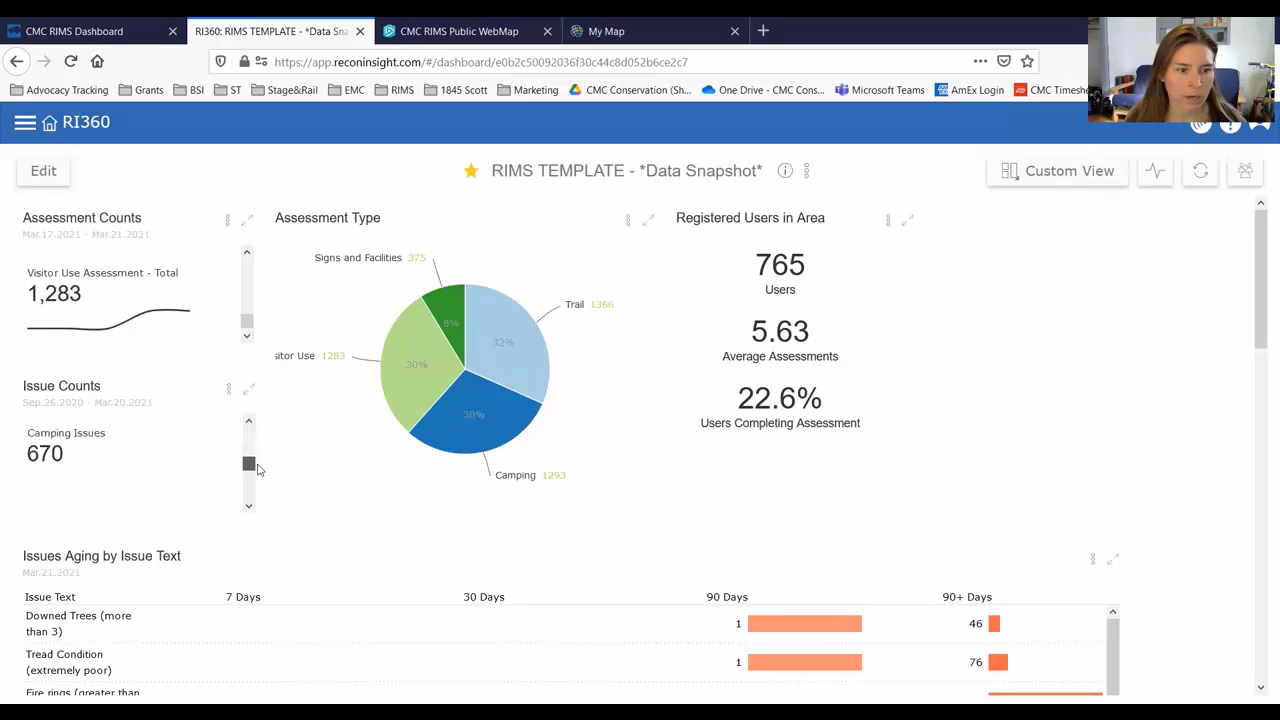 CMC RIMS Dashboard
RI360: RIMS TEMPLATE - *Data Sna
CMC RIMS Public WebMap
My Map
https://app.reconinsight.com/#/dashboard/e0b2c50092036f30c44c8d052b6ce2c7
Advocacy Tracking
Grants
BSI
ST
Stage&Rail
EMC
RIMS
1845 Scott
Marketing
CMC Conservation (Sh...
One Drive - CMC Cons...
Microsoft Teams
AmEx Login
CMC Timeshe
RI360
Edit
RIMS TEMPLATE - *Data Snapshot*
Custom View
Assessment Counts
Mar.17.2021 - Mar.21.2021
Visitor Use Assessment - Total
1,283
Issue Counts
Sep.26.2020 - Mar.20.2021
Camping Issues
670
Assessment Type
Signs and Facilities 375
Trail 1366
8%
32%
sitor Use 1283
30%
30%
Camping 1293
Registered Users in Area
765
Users
5.63
Average Assessments
22.6%
Users Completing Assessment
Issues Aging by Issue Text
Mar.21.2021
Issue Text 7 Days 30 Days 90 Days 90+ Days
Downed Trees (more 1 46
than 3)
Tread Condition 1 76
(extremely poor)
Fire rings (greater than